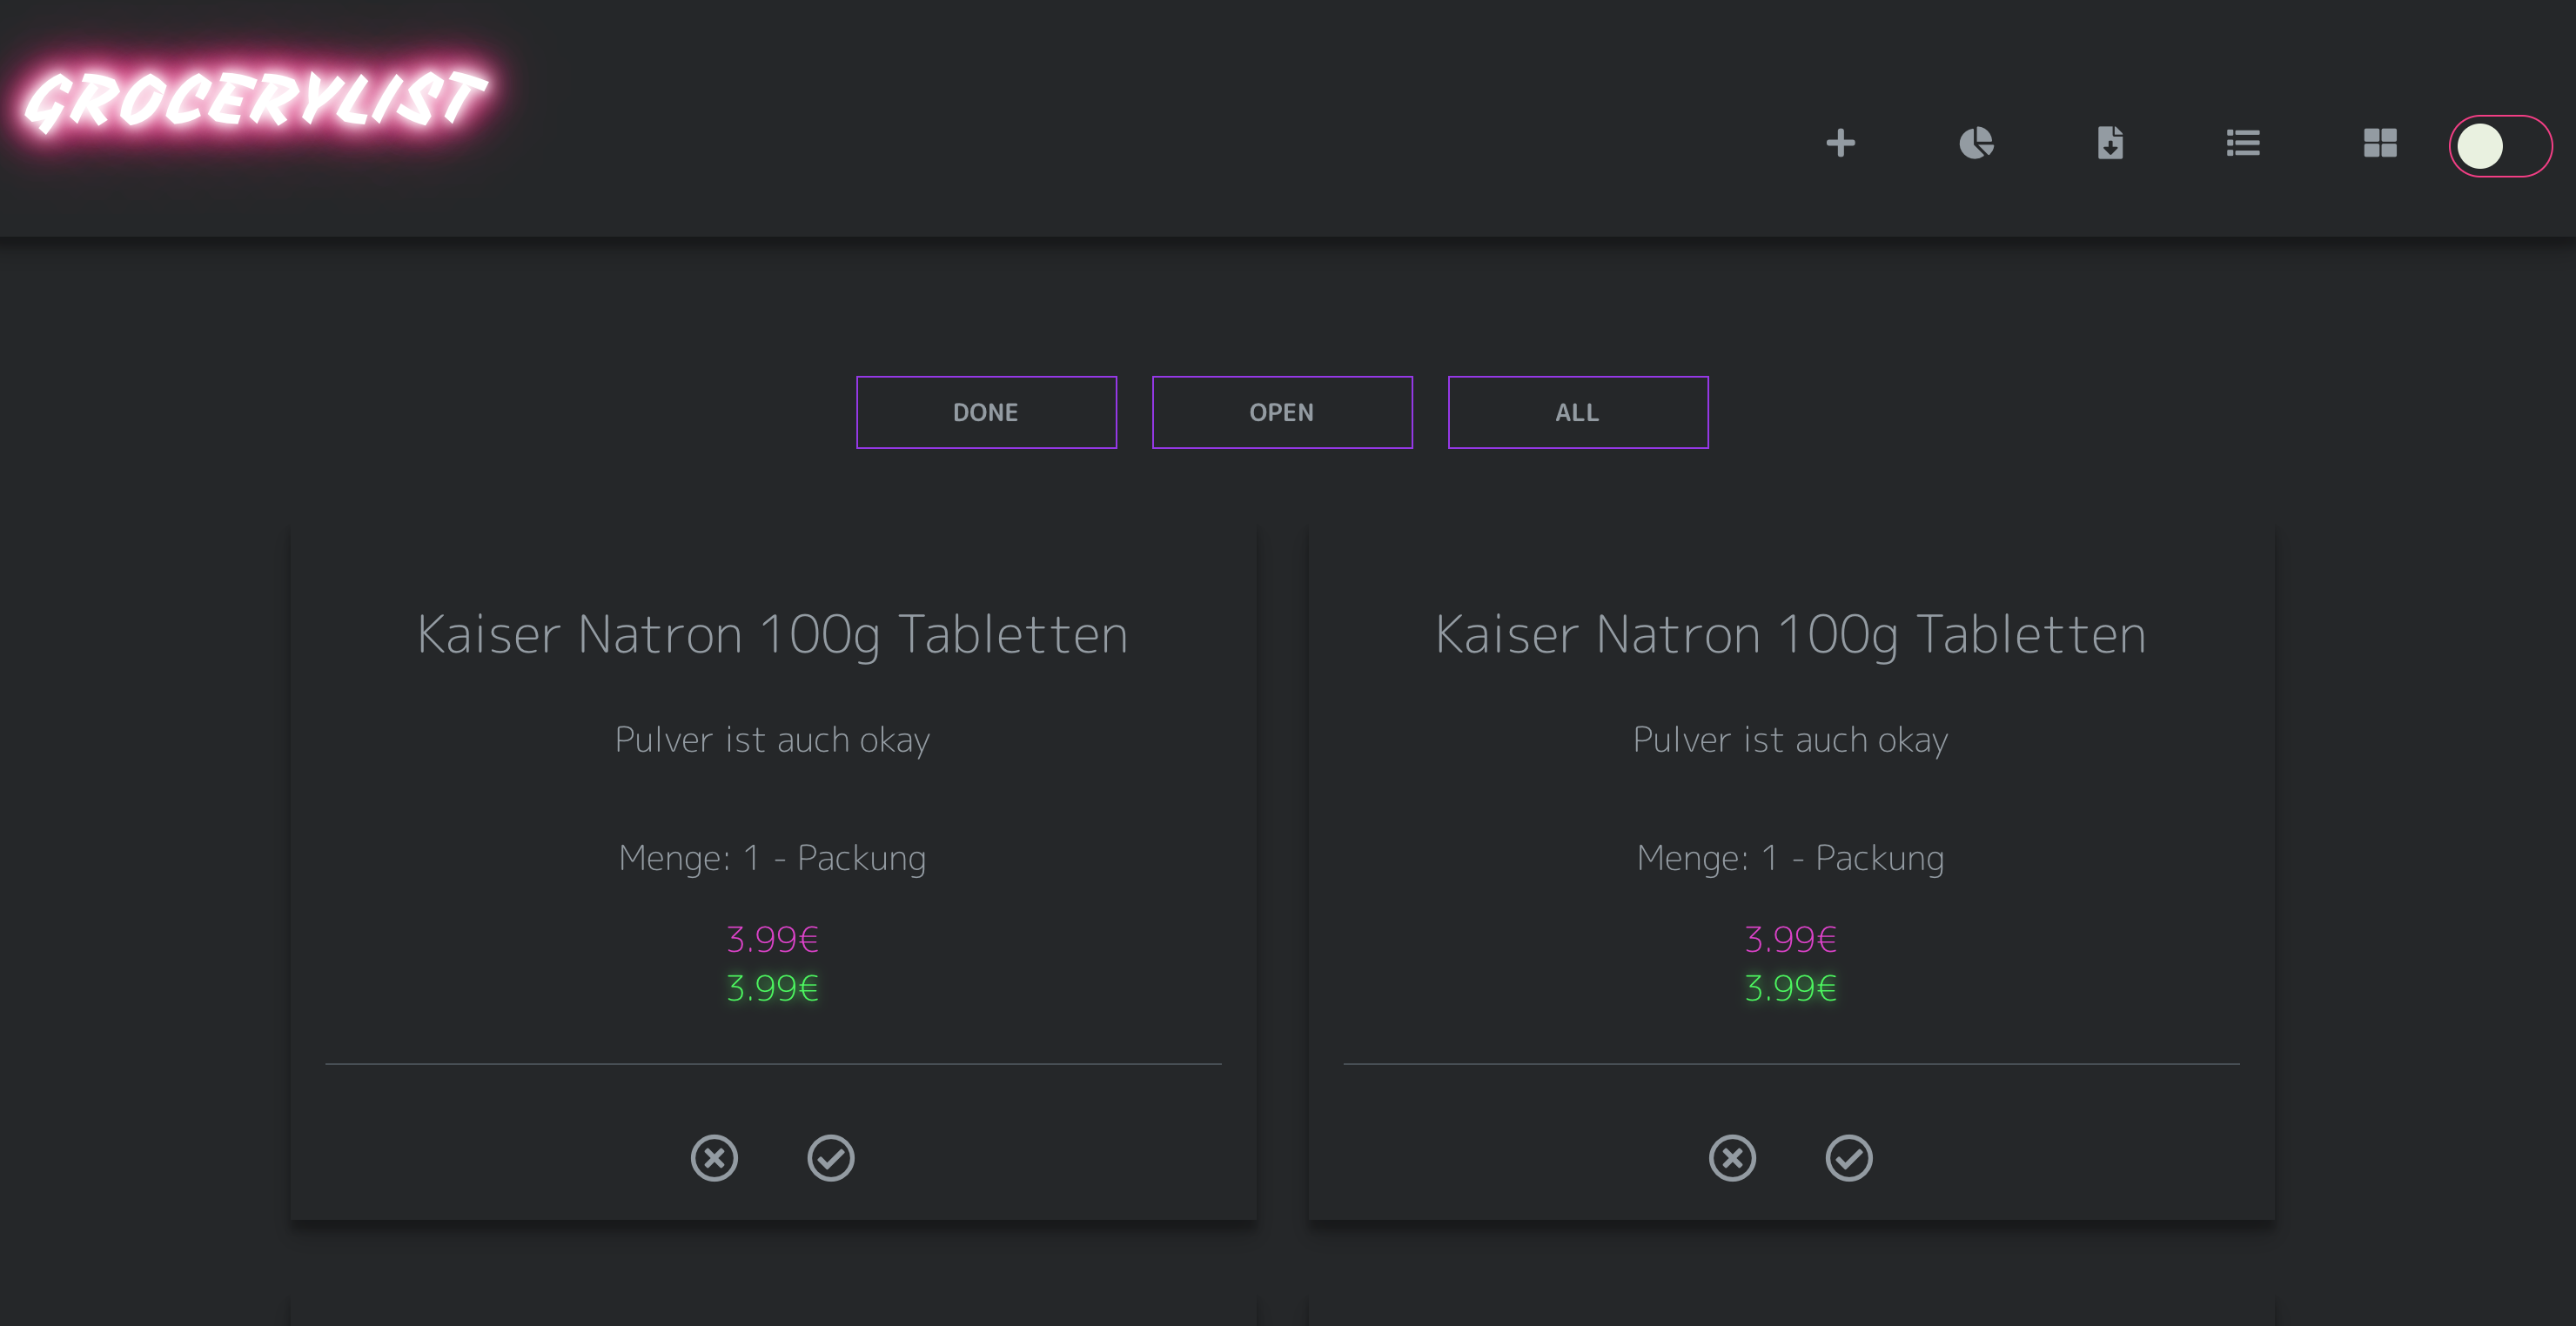 GROCERYLIST
DONE
OPEN
ALL
Kaiser Natron 100g Tabletten
Pulver ist auch okay
Menge: 1 - Packung
3.99€
3.99€
Kaiser Natron 100g Tabletten
Pulver ist auch okay
Menge: 1 - Packung
3.99€
3.99€